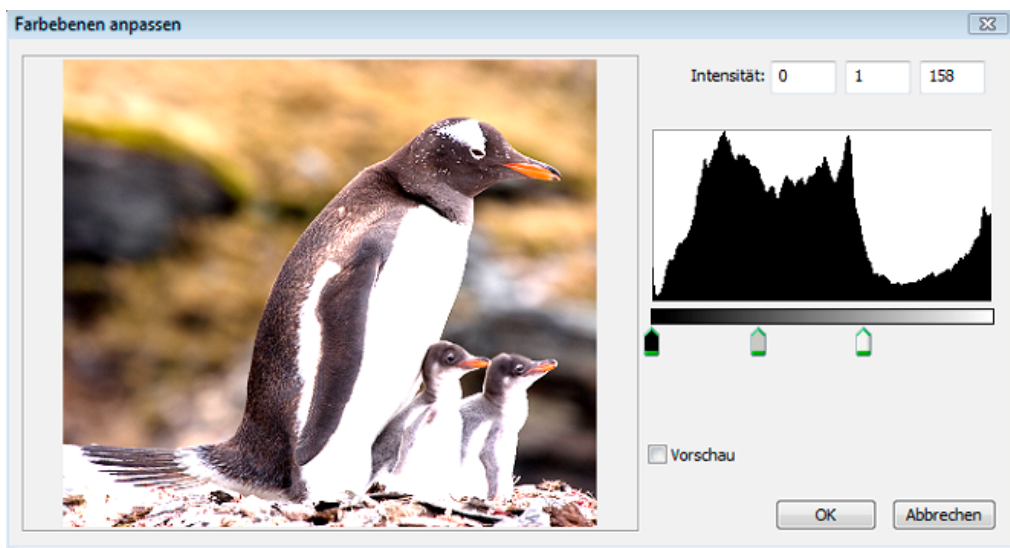 Farbebenen anpassen
Intensität: 0 1 158
Vorschau
OK Abbrechen